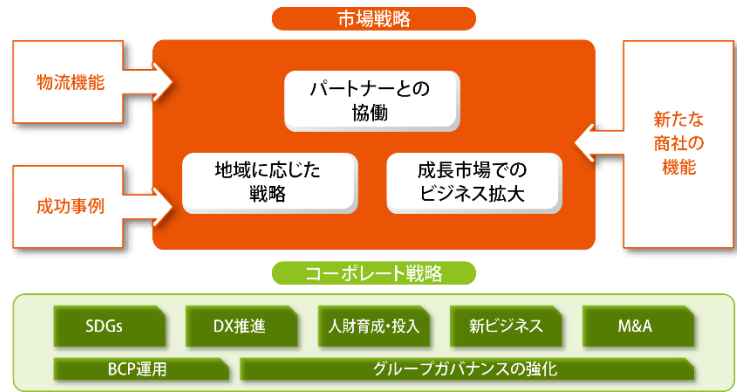 市場戦略
物流機能
パートナーとの
協働
新たな
商社の
機能
成功事例
地域に応じた
戦略
成長市場での
ビジネス拡大
コーポレート戦略
SDGs
DX推進
人財育成・投入
新ビジネス
M&A
BCP運用
グループガバナンスの強化